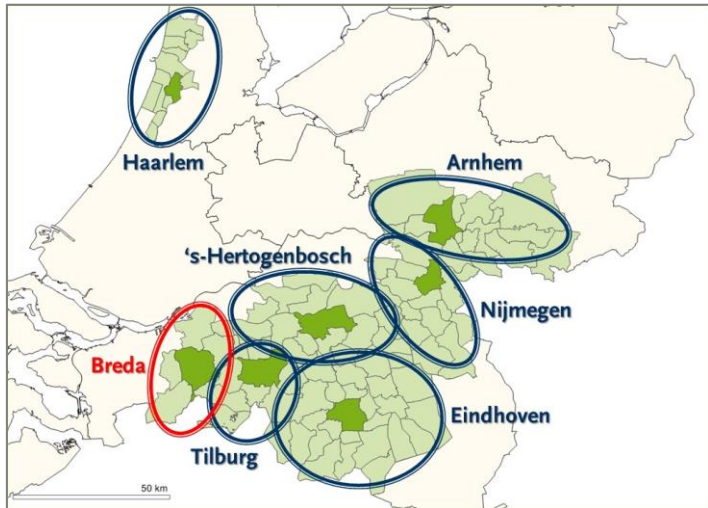 Haarlem
Arnhem
‘s-Hertogenbosch
Nijmegen
Breda
Eindhoven
Tilburg
50 km